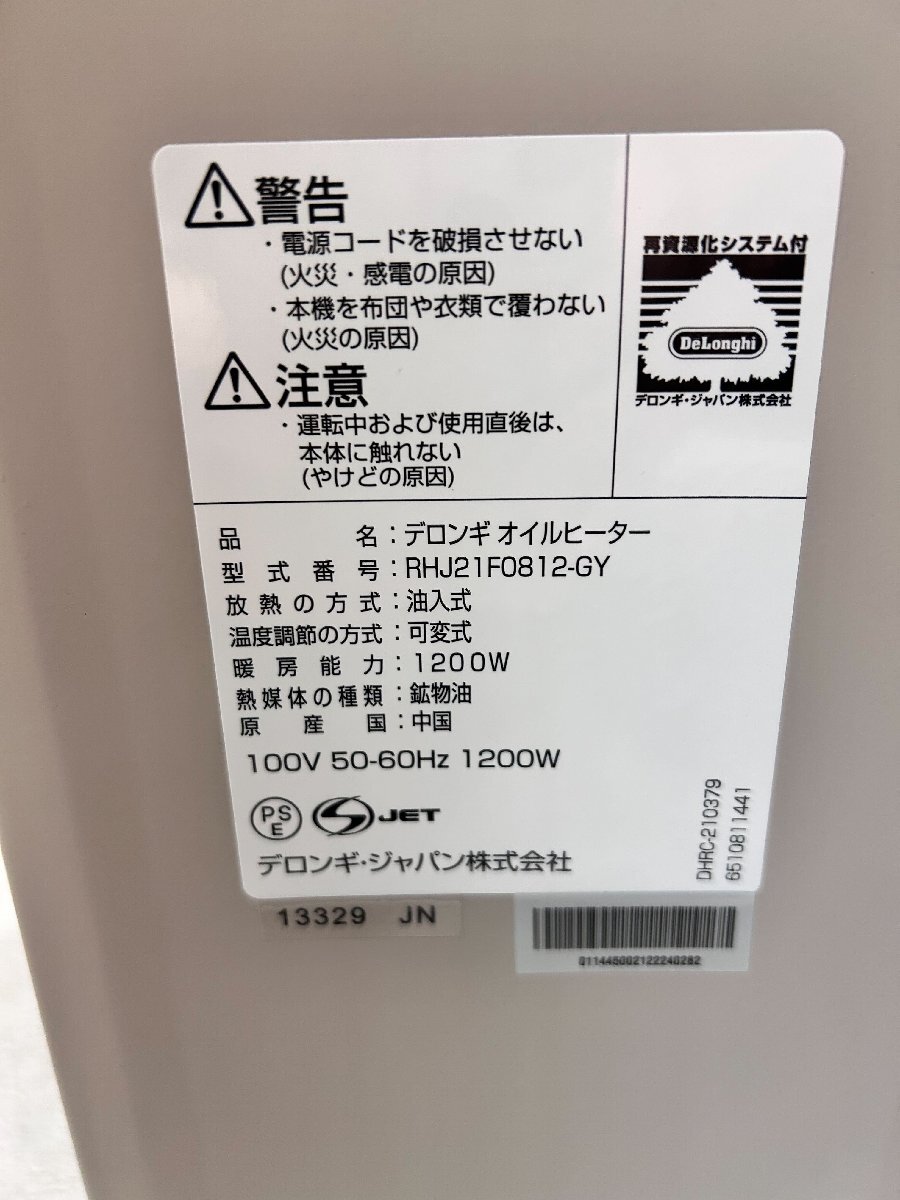 警告
・電源コードを破損させない
(火災・感電の原因)
・本機を布団や衣類で覆わない
(火災の原因)
注意
・運転中および使用直後は、
本体に触れない
(やけどの原因)
再資源化システム付
DeLonghi
デロンギ・ジャパン株式会社
品名：デロンギ オイルヒーター
型式番号：RHJ21F0812-GY
放熱の方式：油入式
温度調節の方式：可変式
暖房能力：1200W
熱媒体の種類：鉱物油
原産国：中国
100V 50-60Hz 1200W
PSE
JET
デロンギ・ジャパン株式会社
DHRC-210379
6510811441
13329 JN
011445002122240282